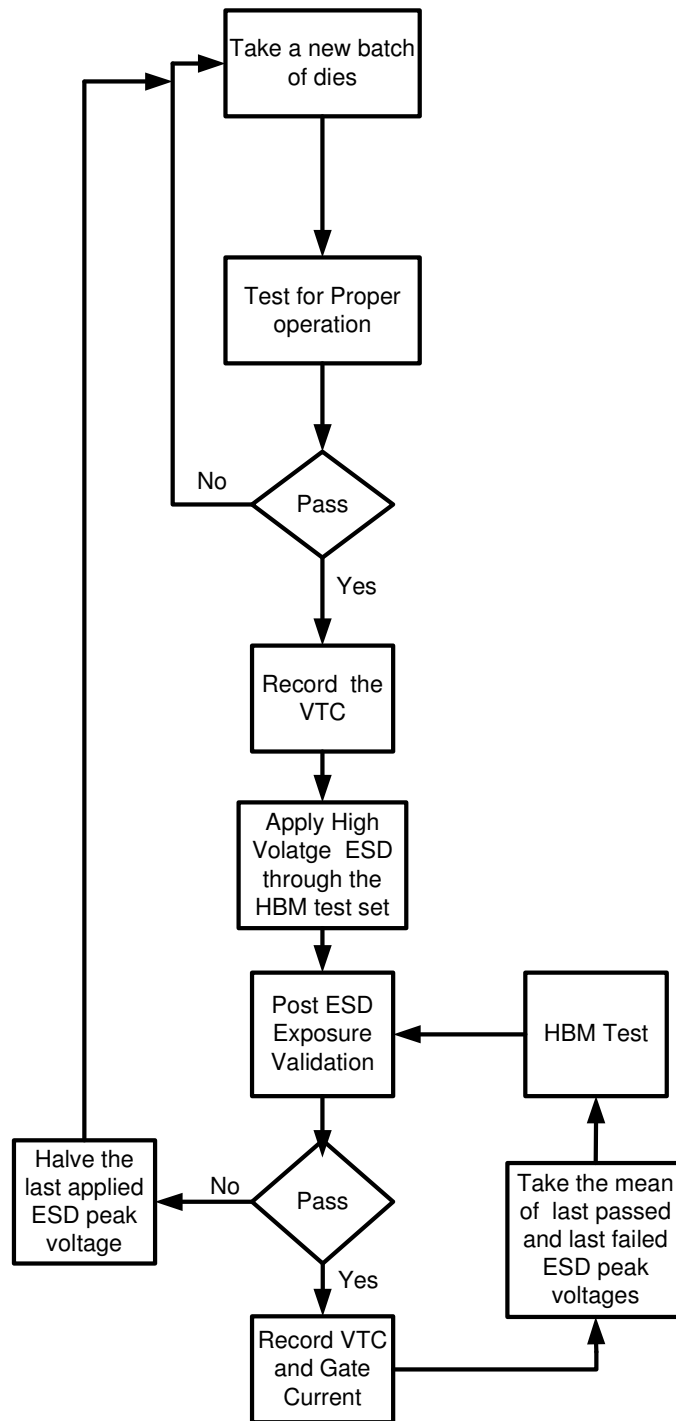 Take a new batch
of dies
Test for Proper
operation
No
Pass
Yes
Record the
VTC
Apply High
Volatge ESD
through the
HBM test set
Post ESD
Exposure
Validation
HBM Test
Halve the
last applied
ESD peak
voltage
No
Pass
Take the mean
of last passed
and last failed
ESD peak
voltages
Yes
Record VTC
and Gate
Current